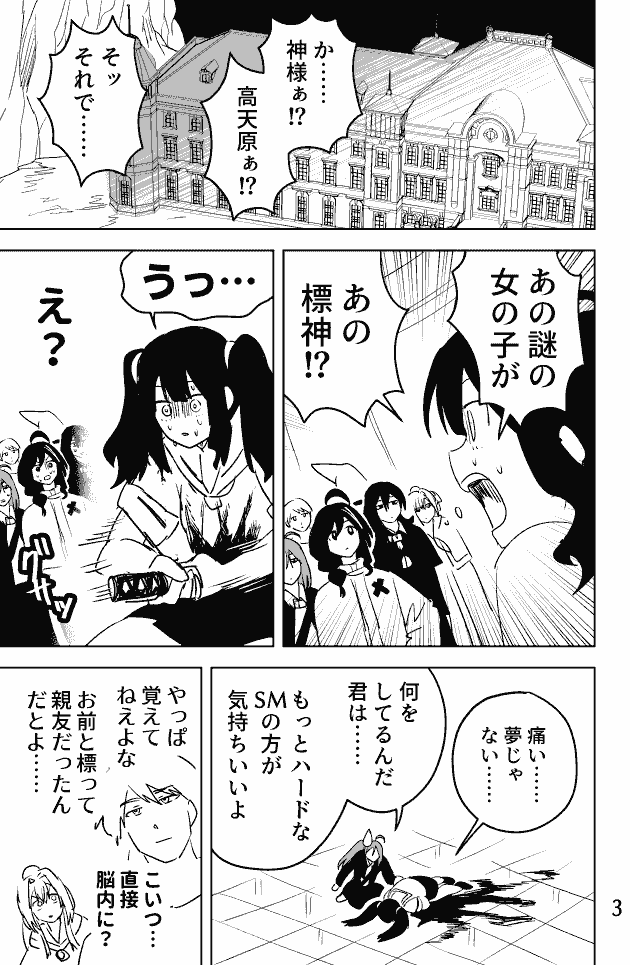 か……
神様ぁ!?
高天原ぁ!?
そッ
それで……
あの謎の
女の子が
あの
標神!?
うっ…
え？
グサッ
痛い…
夢じゃ
ない……
何を
してるんだ
君は……
もっとハードな
SMの方が
気持ちいいよ
やっぱ
覚えて
ねえよな
お前と標って
親友だったん
だとよ……
こいつ…
直接
脳内に？
3